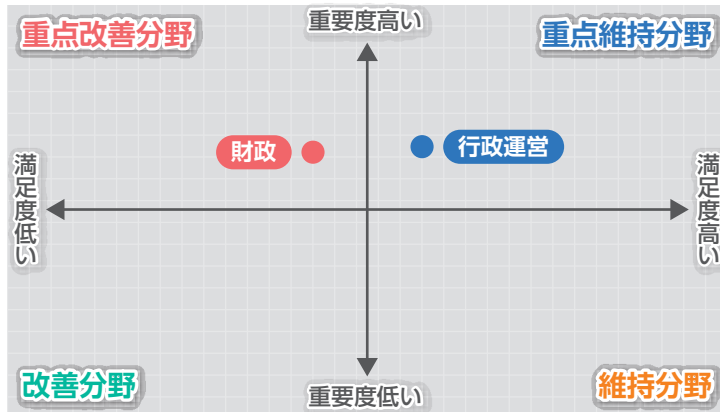 重点改善分野
重要度高い
重点維持分野
財政
行政運営
満足度低い
満足度高い
改善分野
重要度低い
維持分野